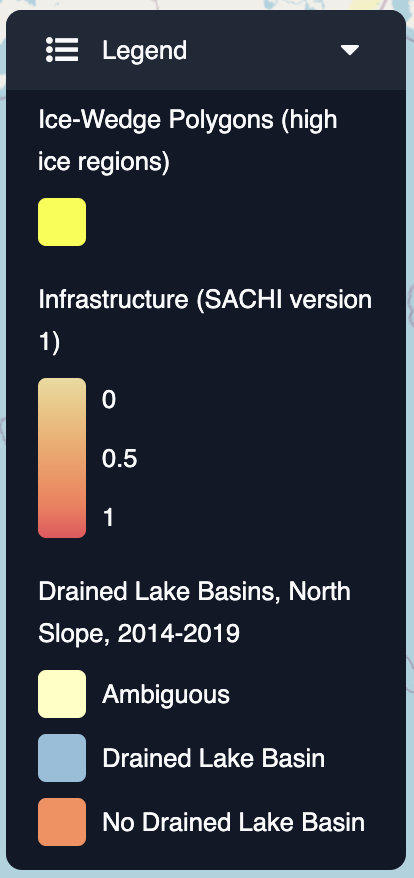 Legend
Ice-Wedge Polygons (high
ice regions)
Infrastructure (SACHI version
1)
0
0.5
1
Drained Lake Basins, North
Slope, 2014-2019
Ambiguous
Drained Lake Basin
No Drained Lake Basin